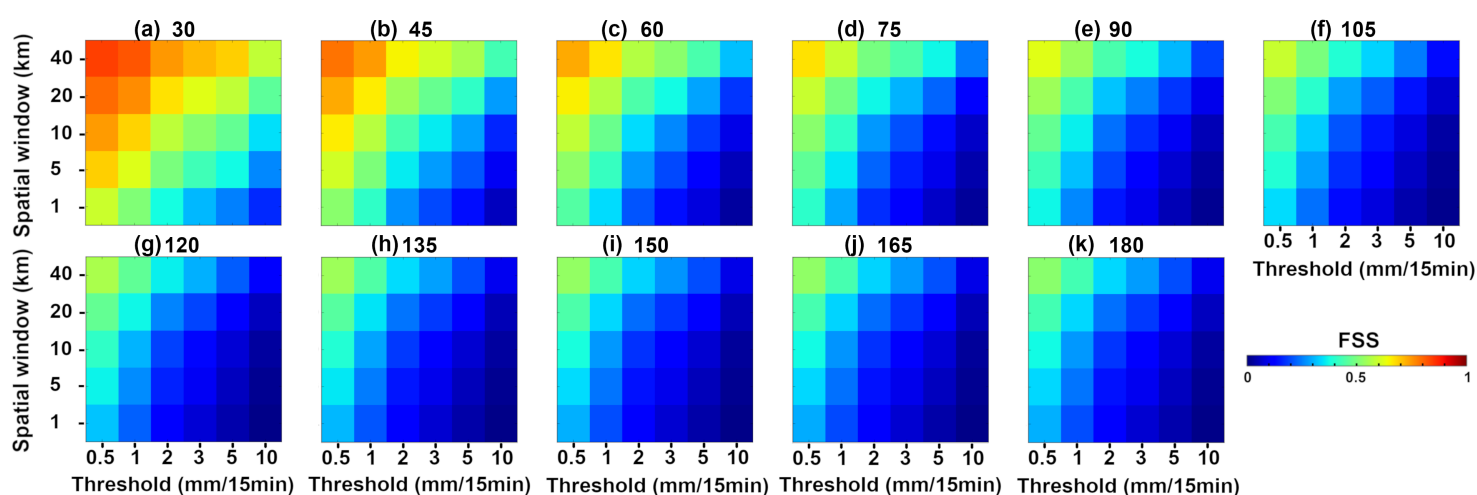 (a) 30 (b) 45 (c) 60 (d) 75 (e) 90 (f) 105
Spatial window (km)
40
20
10
5
1
0.5 1 2 3 5 10
Threshold (mm/15min)
(g) 120 (h) 135 (i) 150 (j) 165 (k) 180
Spatial window (km)
40
20
10
5
1
0.5 1 2 3 5 10 0.5 1 2 3 5 10 0.5 1 2 3 5 10 0.5 1 2 3 5 10 0.5 1 2 3 5 10
Threshold (mm/15min) Threshold (mm/15min) Threshold (mm/15min) Threshold (mm/15min) Threshold (mm/15min)
FSS
0 0.5 1